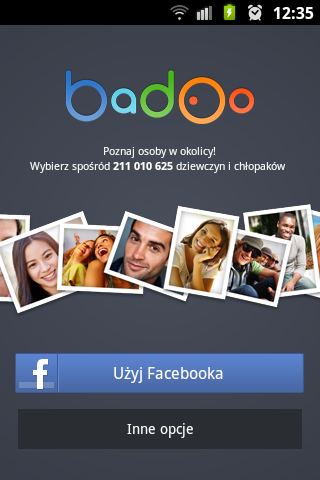 12:35
badoo
Poznaj osoby w okolicy!
Wybierz spośród 211 010 625 dziewczyn i chłopaków
f
Użyj Facebooka
Inne opcje